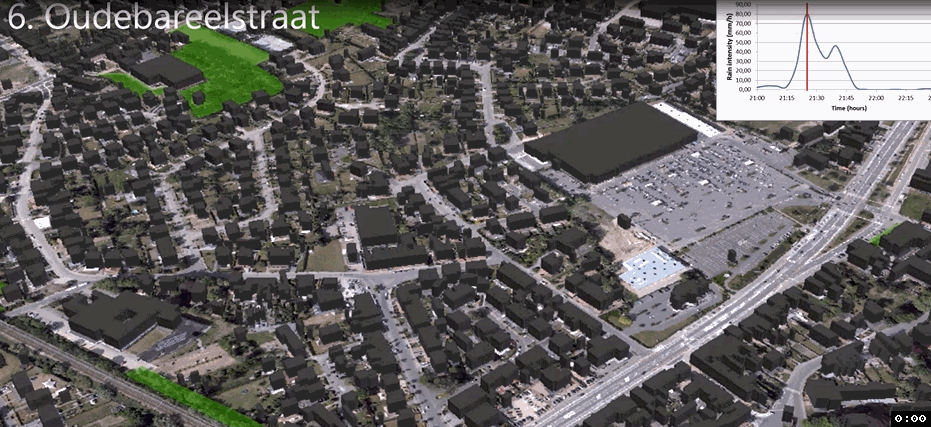 6. Oudebareelstraat
90,00
80,00
70,00
60,00
50,00
40,00
30,00
20,00
10,00
0,00
Rain intensity (mm/h)
21:00 21:15 21:30 21:45 22:00 22:15
Time (hours)
0:00